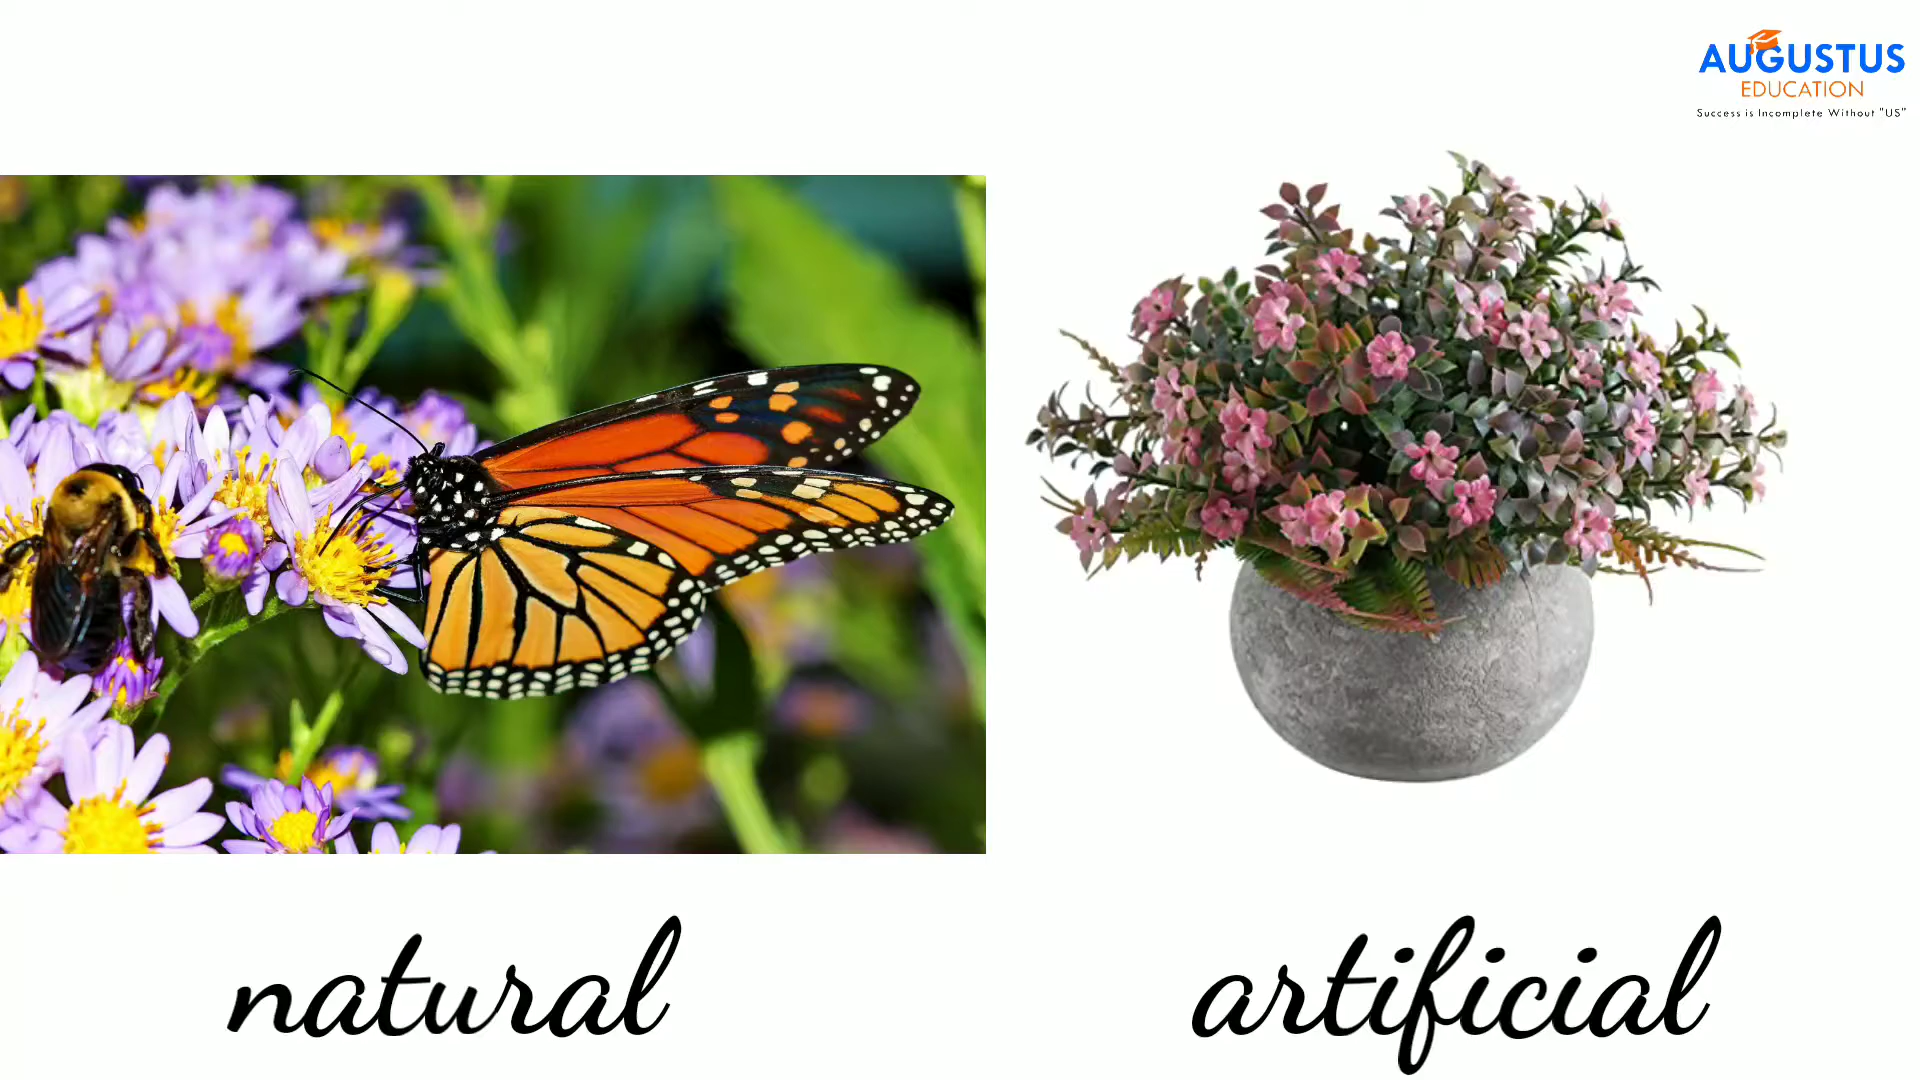 AUGUSTUS
EDUCATION
Success is Incomplete Without "US"
natural
artificial